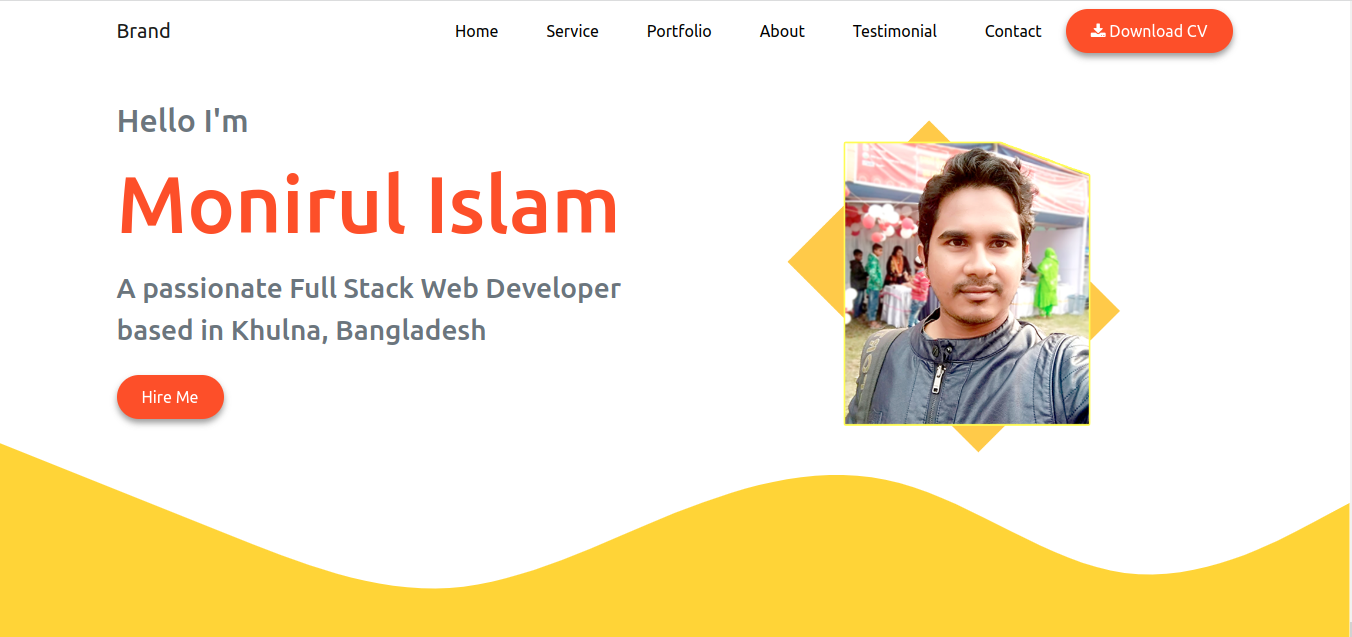 Brand
Home
Service
Portfolio
About
Testimonial
Contact
Download CV
Hello I'm
Monirul Islam
A passionate Full Stack Web Developer
based in Khulna, Bangladesh
Hire Me